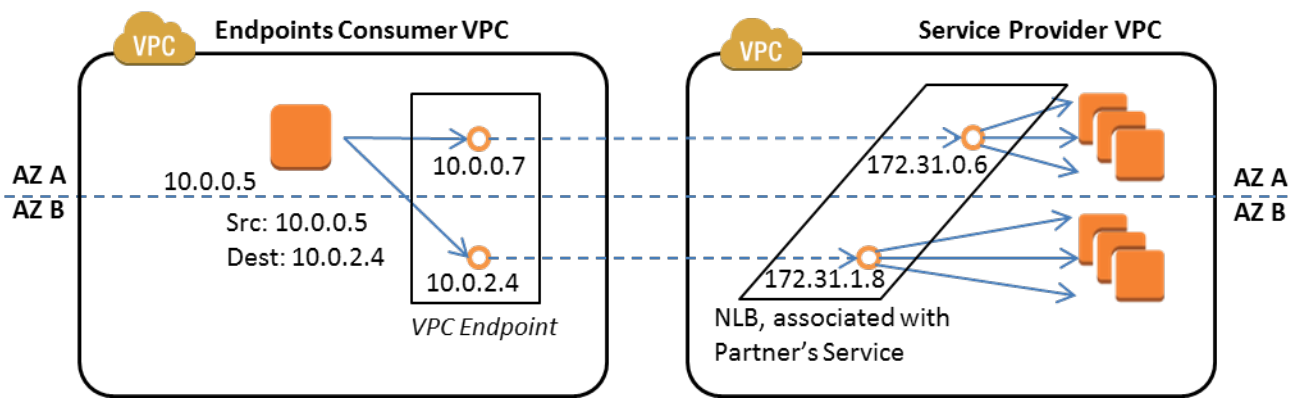 Endpoints Consumer VPC
Service Provider VPC
VPC
VPC
10.0.0.7
172.31.0.6
AZ A
10.0.0.5
AZ A
AZ B
AZ B
Src: 10.0.0.5
Dest: 10.0.2.4
10.0.2.4
172.31.1.8
VPC Endpoint
NLB, associated with
Partner's Service